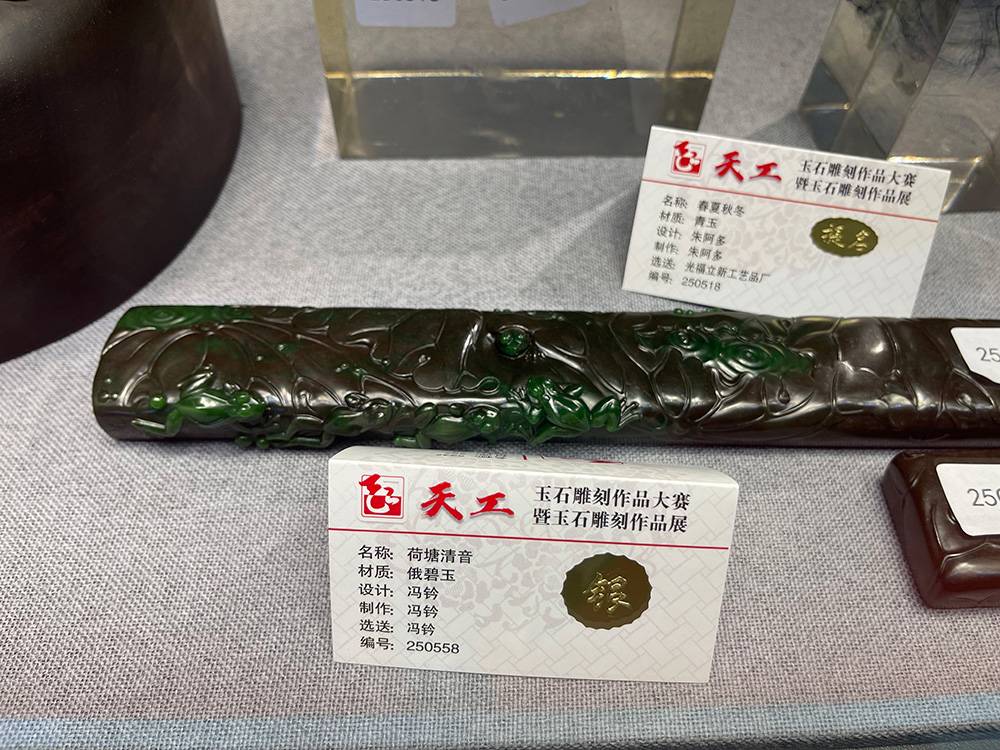 天工
玉石雕刻作品大赛
暨玉石雕刻作品展
名称: 春夏秋冬
材质: 青玉
设计: 朱阿多
制作: 朱阿多
选送: 光福立新工艺品厂
编号: 250518
提名
25
天工
玉石雕刻作品大赛
暨玉石雕刻作品展
名称: 荷塘清音
材质: 俄碧玉
设计: 冯钤
制作: 冯钤
选送: 冯钤
编号: 250558
银
250